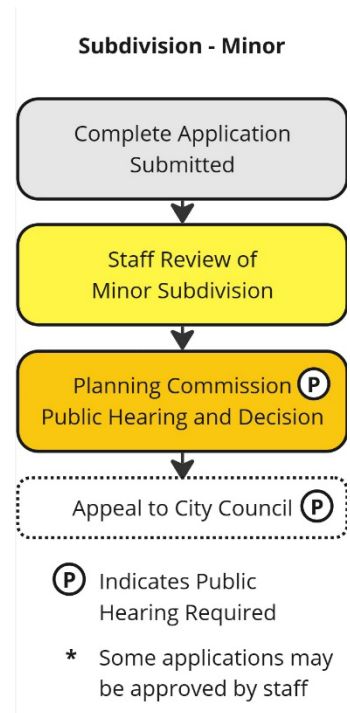 Subdivision - Minor
Complete Application
Submitted
Staff Review of
Minor Subdivision
Planning Commission P
Public Hearing and Decision
Appeal to City Council P
P Indicates Public
Hearing Required
* Some applications may
be approved by staff